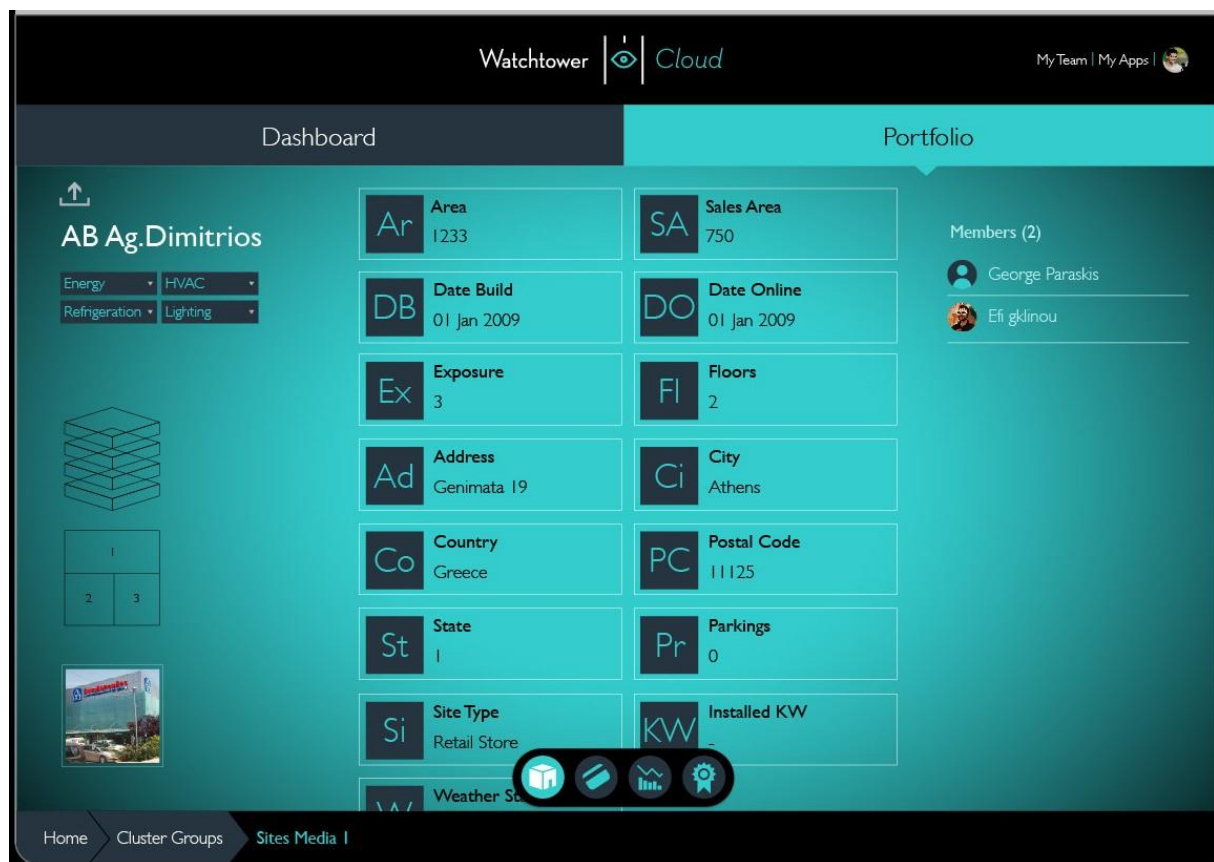 Watchtower Cloud
My Team | My Apps |
Dashboard
Portfolio
AB Ag.Dimitrios
Energy HVAC
Refrigeration Lighting
1
2 3
Ar Area
1233
SA Sales Area
750
DB Date Build
01 Jan 2009
DO Date Online
01 Jan 2009
Ex Exposure
3
Fl Floors
2
Ad Address
Genimata 19
Ci City
Athens
Co Country
Greece
PC Postal Code
11125
St State
1
Pr Parkings
0
Si Site Type
Retail Store
KW Installed KW
-
Weather
Members (2)
George Paraskis
Efi gklinou
Home Cluster Groups Sites Media 1